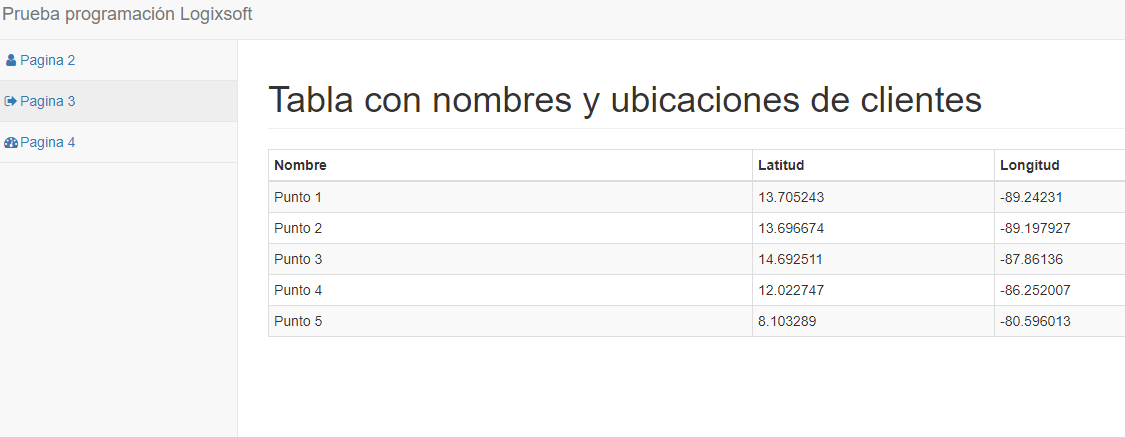 Prueba programación Logixsoft
Pagina 2
Pagina 3
Pagina 4
Tabla con nombres y ubicaciones de clientes
Nombre Latitud Longitud
Punto 1 13.705243 -89.24231
Punto 2 13.696674 -89.197927
Punto 3 14.692511 -87.86136
Punto 4 12.022747 -86.252007
Punto 5 8.103289 -80.596013